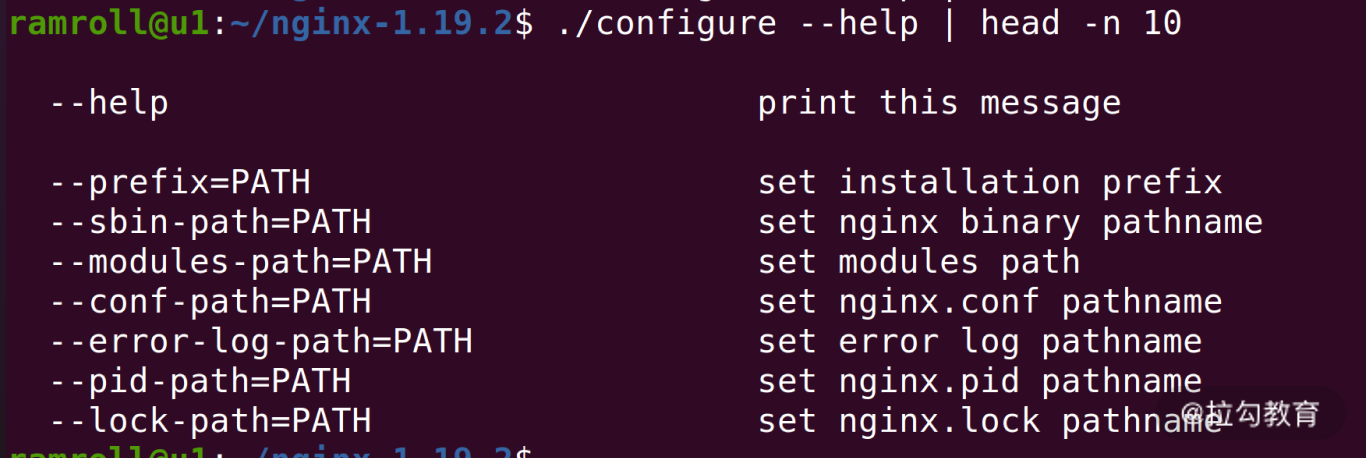 ramroll@u1:~/nginx-1.19.2$ ./configure --help | head -n 10
--help print this message
--prefix=PATH set installation prefix
--sbin-path=PATH set nginx binary pathname
--modules-path=PATH set modules path
--conf-path=PATH set nginx.conf pathname
--error-log-path=PATH set error log pathname
--pid-path=PATH set nginx.pid pathname
--lock-path=PATH set nginx.lock pathname
@拉勾教育
ramroll@u1:~/nginx-1.19.2$